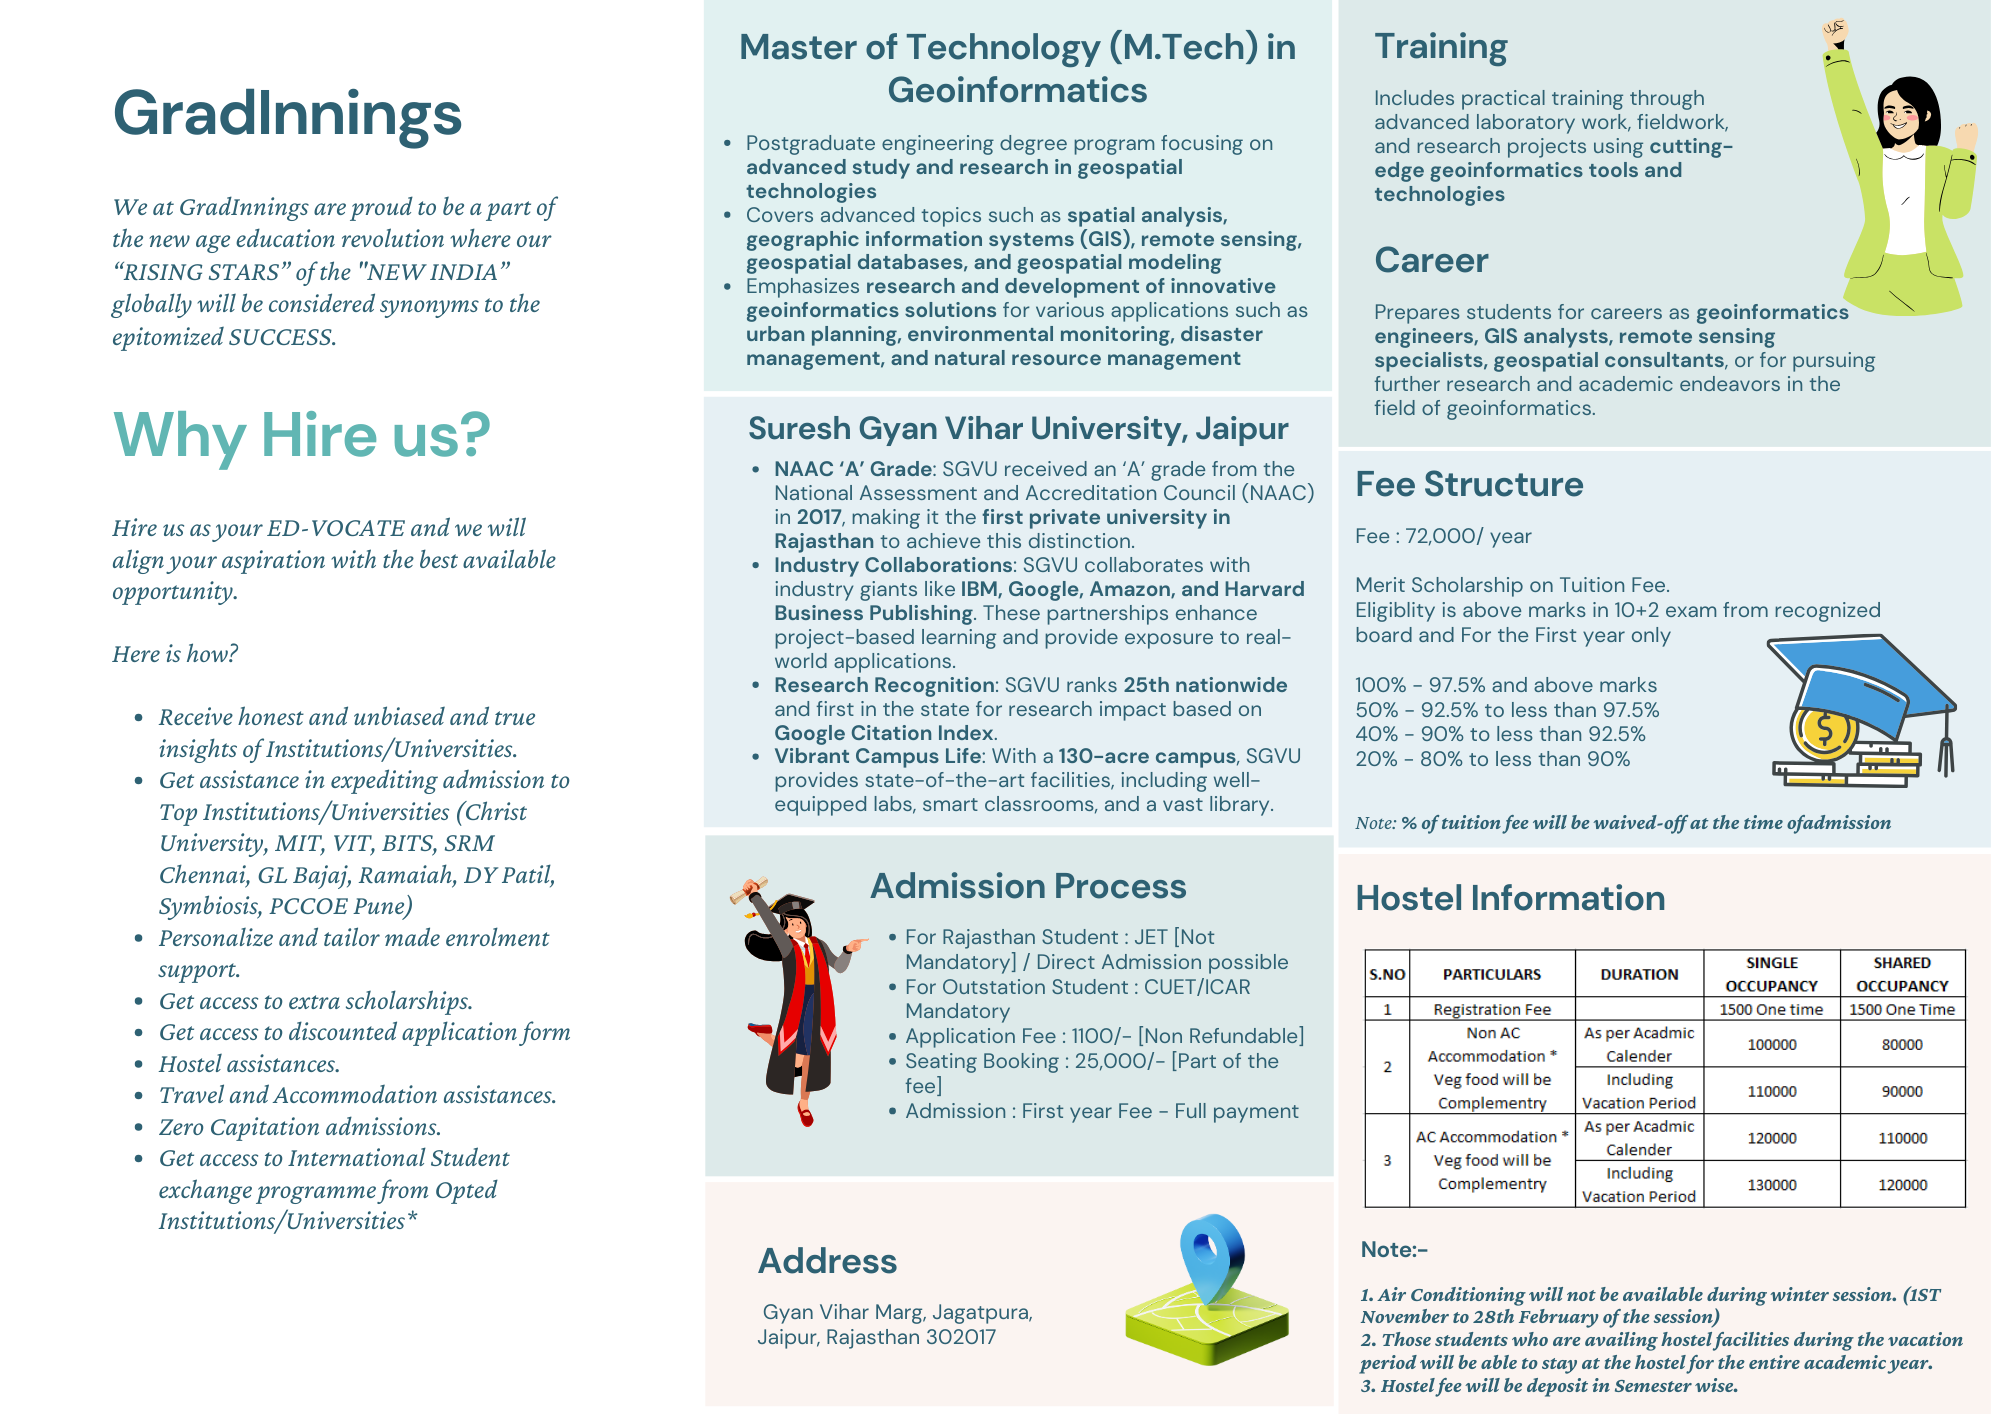 GradInnings
We at GradInnings are proud to be a part of
the new age education revolution where our
“RISING STARS” of the "NEW INDIA”
globally will be considered synonyms to the
epitomized SUCCESS.
Why Hire us?
Hire us as your ED-VOCATE and we will
align your aspiration with the best available
opportunity.
Here is how?
• Receive honest and unbiased and true
insights of Institutions/Universities.
• Get assistance in expediting admission to
Top Institutions/Universities (Christ
University, MIT, VIT, BITS, SRM
Chennai, GL Bajaj, Ramaiah, DY Patil,
Symbiosis, PCCOE Pune)
• Personalize and tailor made enrolment
support.
• Get access to extra scholarships.
• Get access to discounted application form
• Hostel assistances.
• Travel and Accommodation assistances.
• Zero Capitation admissions.
• Get access to International Student
exchange programme from Opted
Institutions/Universities*
Master of Technology (M.Tech) in
Geoinformatics
• Postgraduate engineering degree program focusing on
advanced study and research in geospatial
technologies
• Covers advanced topics such as spatial analysis,
geographic information systems (GIS), remote sensing,
geospatial databases, and geospatial modeling
• Emphasizes research and development of innovative
geoinformatics solutions for various applications such as
urban planning, environmental monitoring, disaster
management, and natural resource management
Suresh Gyan Vihar University, Jaipur
• NAAC ‘A’ Grade: SGVU received an ‘A’ grade from the
National Assessment and Accreditation Council (NAAC)
in 2017, making it the first private university in
Rajasthan to achieve this distinction.
• Industry Collaborations: SGVU collaborates with
industry giants like IBM, Google, Amazon, and Harvard
Business Publishing. These partnerships enhance
project-based learning and provide exposure to real-
world applications.
• Research Recognition: SGVU ranks 25th nationwide
and first in the state for research impact based on
Google Citation Index.
• Vibrant Campus Life: With a 130-acre campus, SGVU
provides state-of-the-art facilities, including well-
equipped labs, smart classrooms, and a vast library.
Admission Process
• For Rajasthan Student : JET [Not
Mandatory] / Direct Admission possible
• For Outstation Student : CUET/ICAR
Mandatory
• Application Fee : 1100/- [Non Refundable]
• Seating Booking : 25,000/- [Part of the
fee]
• Admission : First year Fee - Full payment
Address
Gyan Vihar Marg, Jagatpura,
Jaipur, Rajasthan 302017
Training
Includes practical training through
advanced laboratory work, fieldwork,
and research projects using cutting-
edge geoinformatics tools and
technologies
Career
Prepares students for careers as geoinformatics
engineers, GIS analysts, remote sensing
specialists, geospatial consultants, or for pursuing
further research and academic endeavors in the
field of geoinformatics.
Fee Structure
Fee : 72,000/ year
Merit Scholarship on Tuition Fee.
Eligiblity is above marks in 10+2 exam from recognized
board and For the First year only
100% - 97.5% and above marks
50% - 92.5% to less than 97.5%
40% - 90% to less than 92.5%
20% - 80% to less than 90%
Note: % of tuition fee will be waived-off at the time ofadmission
Hostel Information
S.NO PARTICULARS DURATION SINGLE OCCUPANCY SHARED OCCUPANCY
1 Registration Fee 1500 One time 1500 One Time
2 Non AC Accommodation * Veg food will be Complementry As per Acadmic Calender 100000 80000
Including Vacation Period 110000 90000
3 AC Accommodation * Veg food will be Complementry As per Acadmic Calender 120000 110000
Including Vacation Period 130000 120000
Note:-
1. Air Conditioning will not be available during winter session. (1ST
November to 28th February of the session)
2. Those students who are availing hostel facilities during the vacation
period will be able to stay at the hostel for the entire academic year.
3. Hostel fee will be deposit in Semester wise.